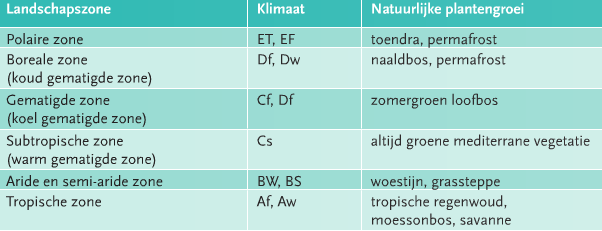 Landschapszone Klimaat Natuurlijke plantengroei
Polaire zone ET, EF toendra, permafrost
Boreale zone Df, Dw naaldbos, permafrost
(koud gematigde zone)
Gematigde zone Cf, Df zomergroen loofbos
(koel gematigde zone)
Subtropische zone Cs altijd groene mediterrane vegetatie
(warm gematigde zone)
Aride en semi-aride zone BW, BS woestijn, grassteppe
Tropische zone Af, Aw tropische regenwoud,
moessonbos, savanne